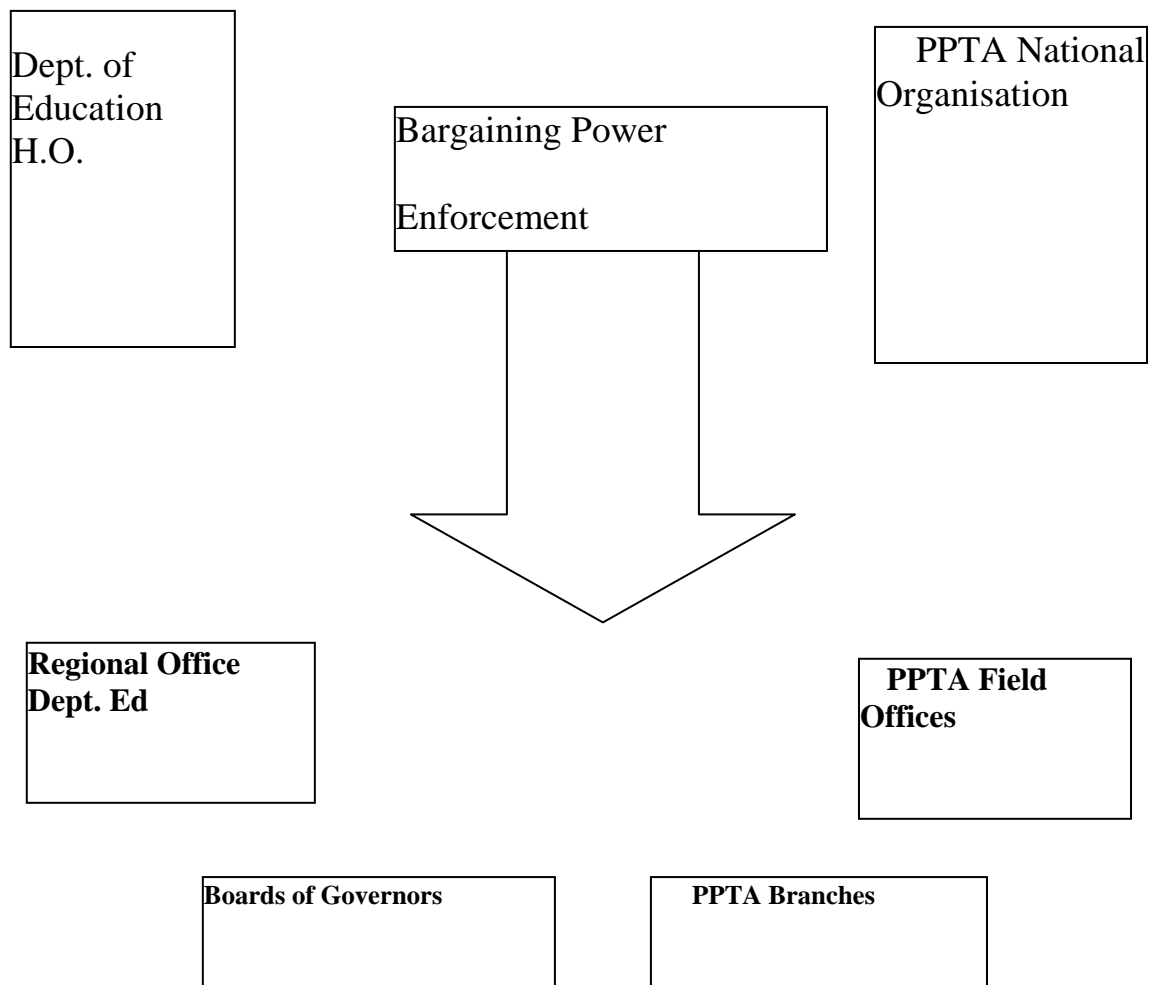 Dept. of
Education
H.O.
PPTA National
Organisation
Bargaining Power
Enforcement
Regional Office
Dept. Ed
PPTA Field
Offices
Boards of Governors
PPTA Branches